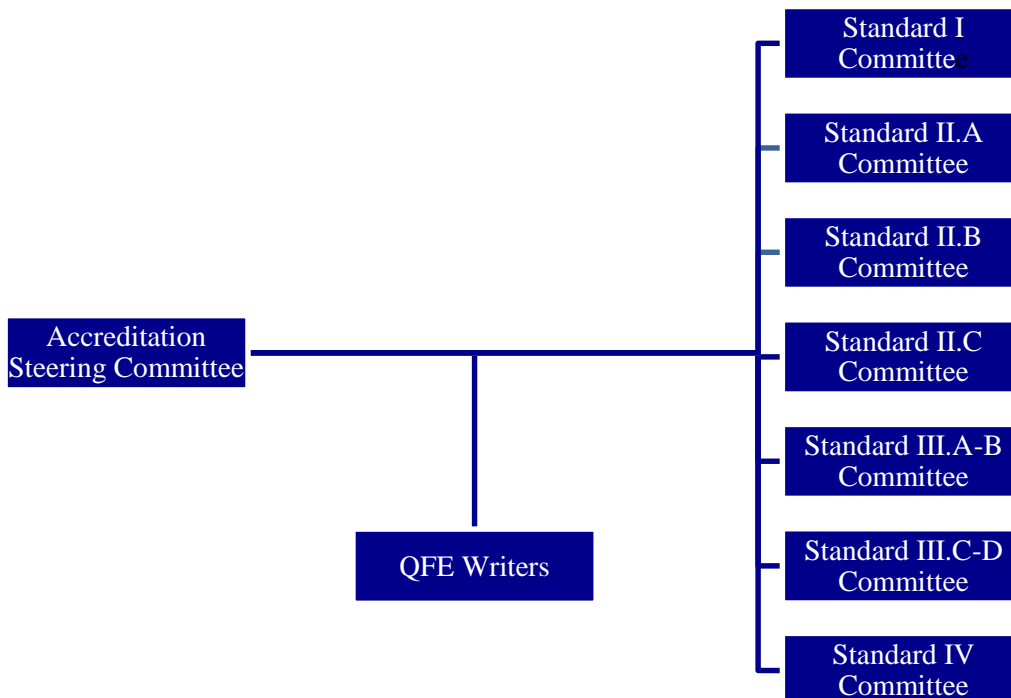 Standard I
Committee
Standard II.A
Committee
Standard II.B
Committee
Accreditation
Steering Committee
Standard II.C
Committee
Standard III.A-B
Committee
QFE Writers
Standard III.C-D
Committee
Standard IV
Committee